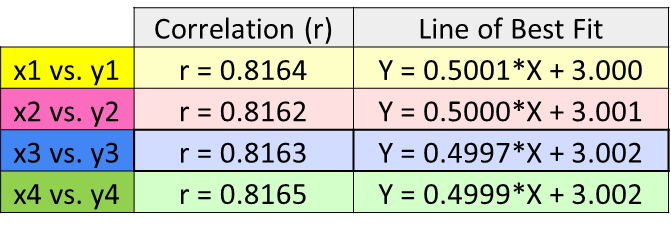 Correlation (r) Line of Best Fit
x1 vs. y1 r = 0.8164 Y = 0.5001*X + 3.000
x2 vs. y2 r = 0.8162 Y = 0.5000*X + 3.001
x3 vs. y3 r = 0.8163 Y = 0.4997*X + 3.002
x4 vs. y4 r = 0.8165 Y = 0.4999*X + 3.002